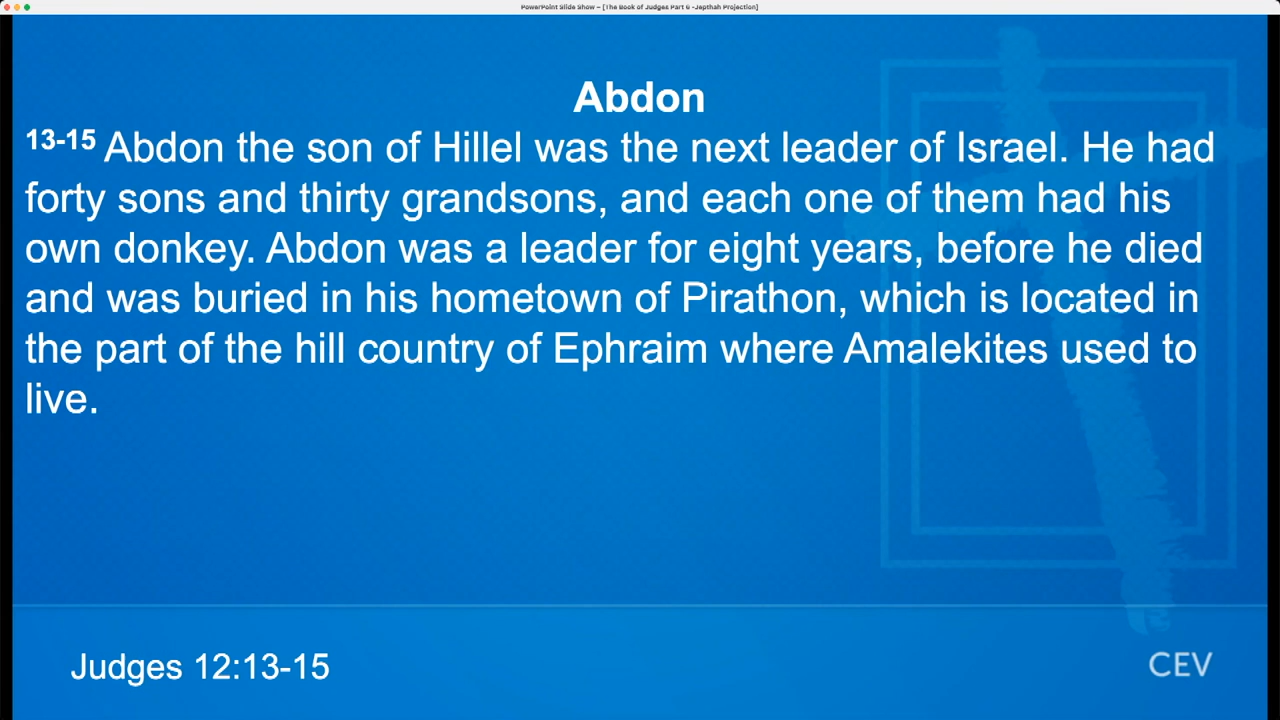 PowerPoint Slide Show - [The Book of Judges Part 6 -Jepthah Projection]
Abdon
13-15 Abdon the son of Hillel was the next leader of Israel. He had
forty sons and thirty grandsons, and each one of them had his
own donkey. Abdon was a leader for eight years, before he died
and was buried in his hometown of Pirathon, which is located in
the part of the hill country of Ephraim where Amalekites used to
live.
Judges 12:13-15
CEV